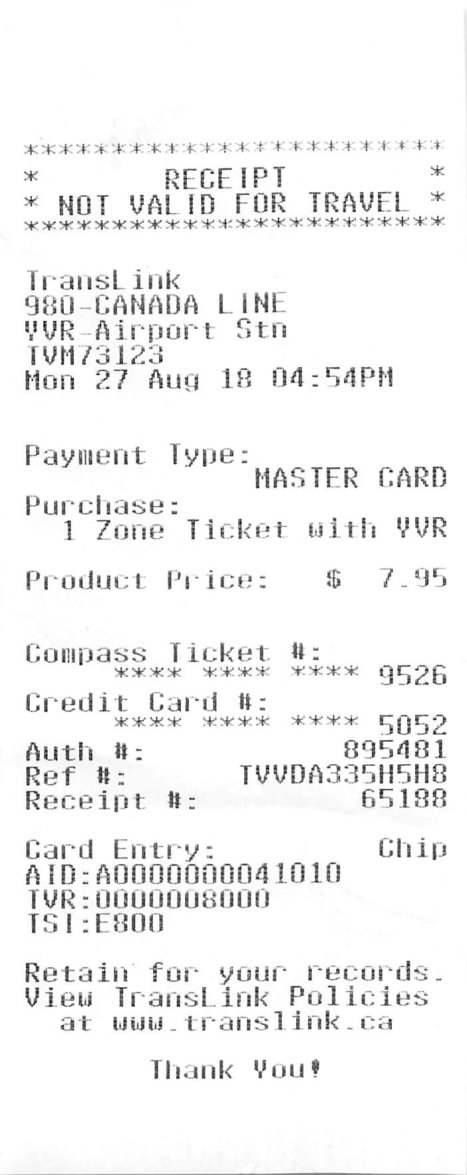 *************************
* RECEIPT *
* NOT VALID FOR TRAVEL *
*************************
TransLink
980-CANADA LINE
YVR-Airport Stn
TVM73123
Mon 27 Aug 18 04:54PM
Payment Type:
MASTER CARD
Purchase:
1 Zone Ticket with YVR
Product Price: $ 7.95
Compass Ticket #:
**** **** **** 9526
Credit Card #:
**** **** **** 5052
Auth #: 895481
Ref #: TVVDA335H5H8
Receipt #: 65188
Card Entry: Chip
AID:A0000000041010
TVR:0000008000
TSI:E800
Retain for your records.
View TransLink Policies
at www.translink.ca
Thank You!